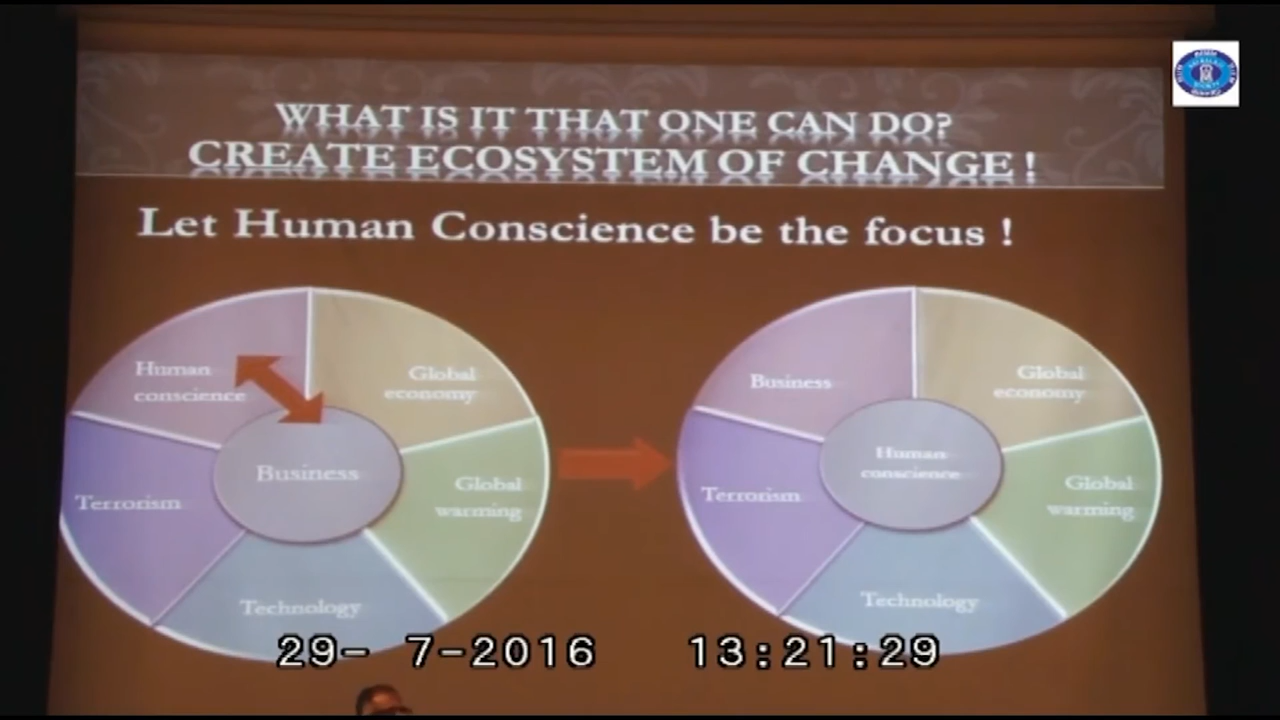 WHAT IS IT THAT ONE CAN DO?
CREATE ECOSYSTEM OF CHANGE !
Let Human Conscience be the focus !
Human
conscience
Global
economy
Business
Terrorism
Global
warming
Technology
Business
Global
economy
Human
conscience
Terrorism
Global
warming
Technology
29- 7-2016 13:21:29